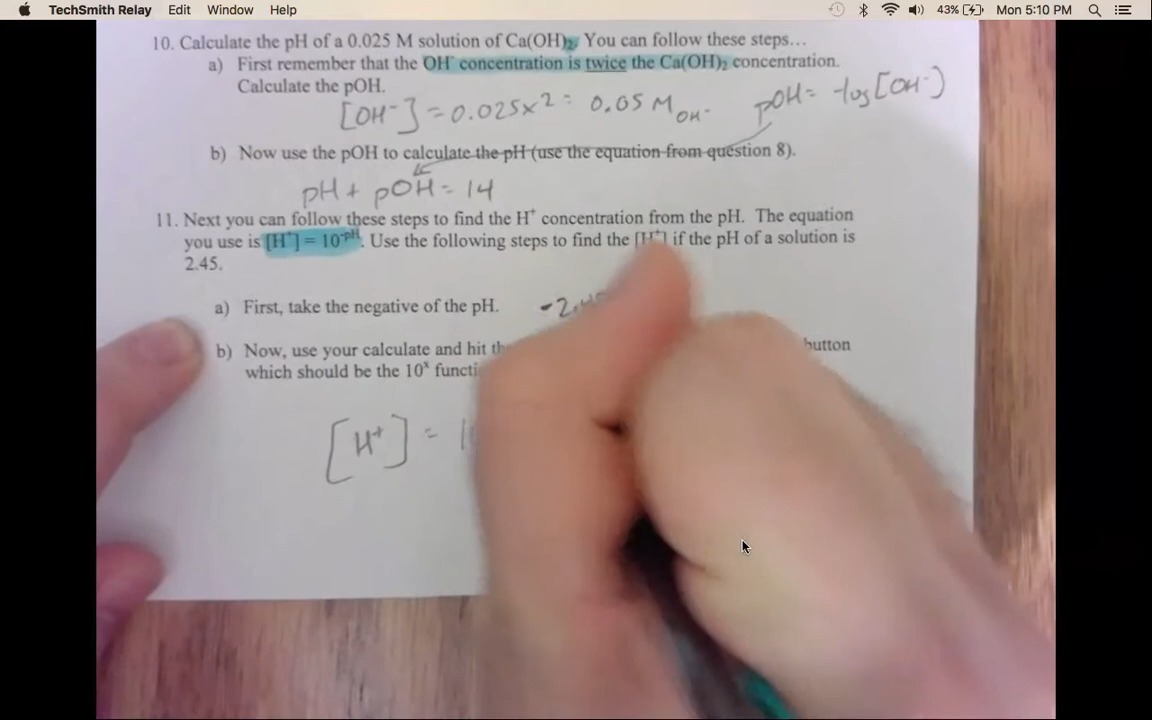 TechSmith Relay Edit Window Help 43% Mon 5:10 PM
10. Calculate the pH of a 0.025 M solution of Ca(OH)₂. You can follow these steps…
a) First remember that the OH⁻ concentration is twice the Ca(OH)₂ concentration.
Calculate the pOH.
[OH⁻] = 0.025x2 = 0.05 M OH⁻ pOH = -log[OH⁻]
b) Now use the pOH to calculate the pH (use the equation from question 8).
pH + pOH = 14
11. Next you can follow these steps to find the H⁺ concentration from the pH. The equation
you use is [H⁺] = 10⁻ᵖᴴ. Use the following steps to find the [H⁺] if the pH of a solution is
2.45.
a) First, take the negative of the pH. -2.45
b) Now, use your calculate and hit button
which should be the 10ˣ
[H⁺] =